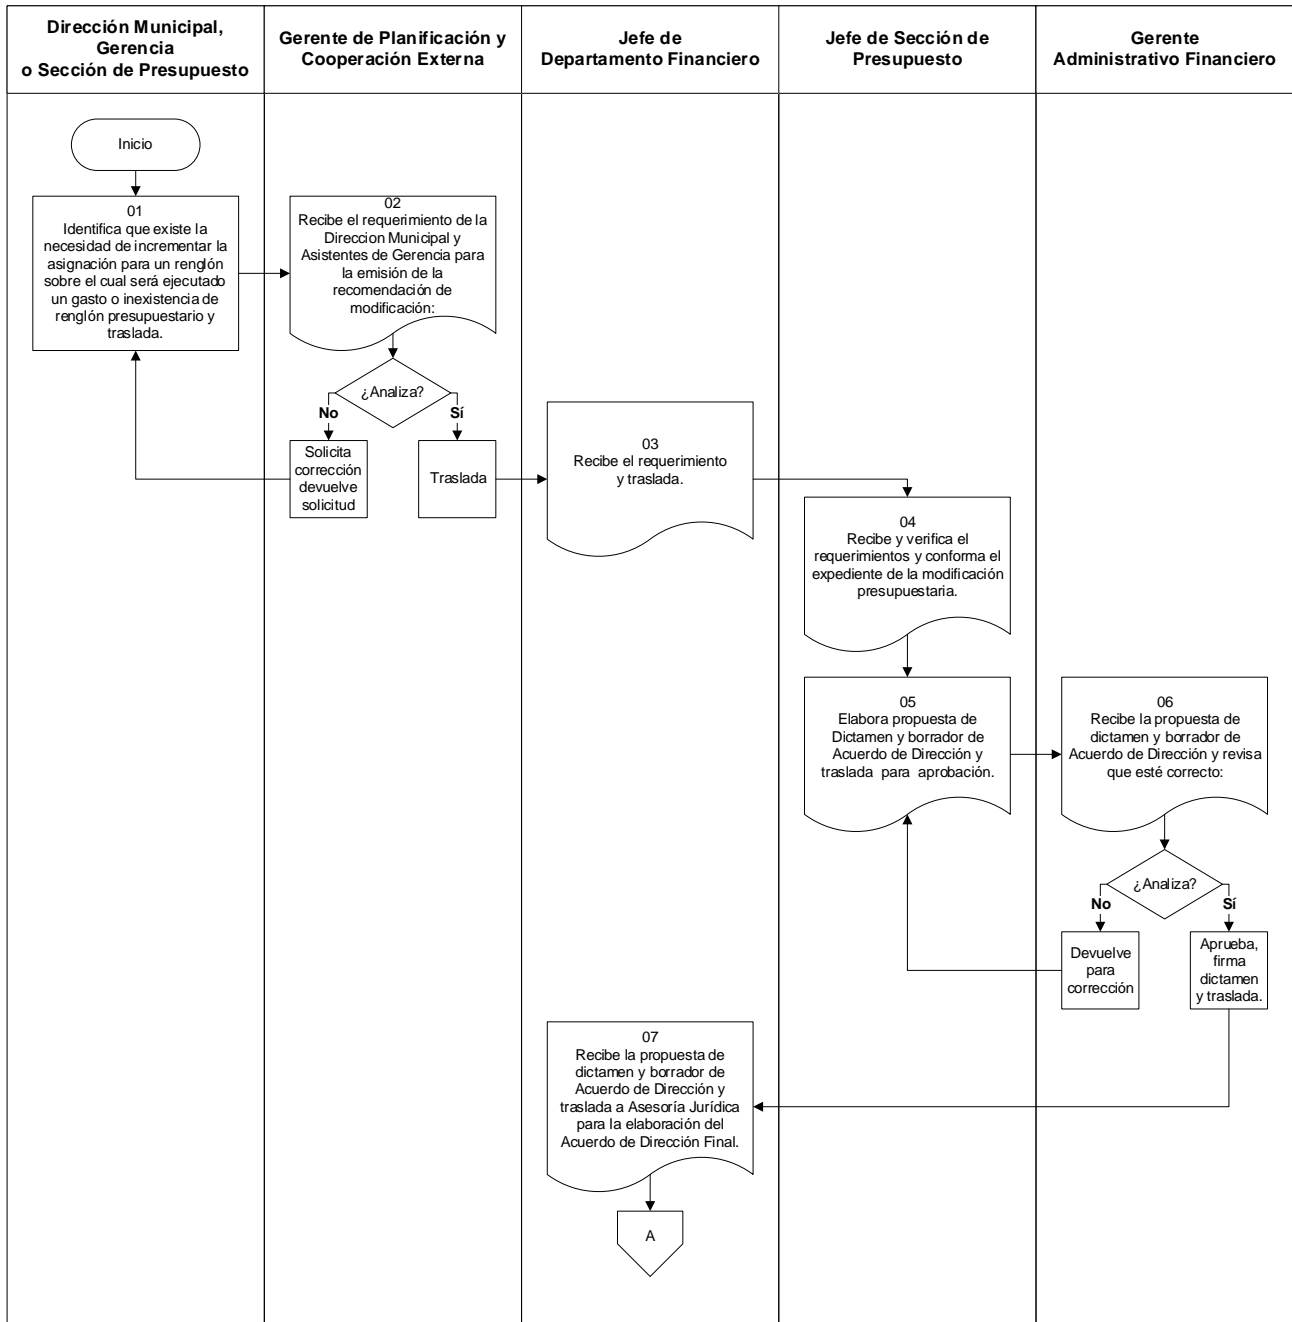 Dirección Municipal,
Gerencia
o Sección de Presupuesto
Gerente de Planificación y
Cooperación Externa
Jefe de
Departamento Financiero
Jefe de Sección de
Presupuesto
Gerente
Administrativo Financiero
Inicio
01
Identifica que existe la
necesidad de incrementar la
asignación para un renglón
sobre el cual será ejecutado
un gasto o inexistencia de
renglón presupuestario y
traslada.
02
Recibe el requerimiento de la
Direccion Municipal y
Asistentes de Gerencia para
la emisión de la
recomendación de
modificación:
¿Analiza?
No
Sí
Solicita
corrección
devuelve
solicitud
Traslada
03
Recibe el requerimiento
y traslada.
04
Recibe y verifica el
requerimientos y conforma el
expediente de la modificación
presupuestaria.
05
Elabora propuesta de
Dictamen y borrador de
Acuerdo de Dirección y
traslada para aprobación.
06
Recibe la propuesta de
dictamen y borrador de
Acuerdo de Dirección y revisa
que esté correcto:
¿Analiza?
No
Sí
Devuelve
para
corrección
Aprueba,
firma
dictamen
y traslada.
07
Recibe la propuesta de
dictamen y borrador de
Acuerdo de Dirección y
traslada a Asesoría Jurídica
para la elaboración del
Acuerdo de Dirección Final.
A